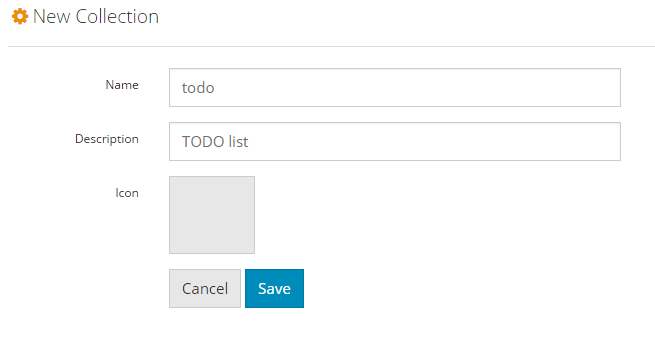 New Collection
Name
todo
Description
TODO list
Icon
Cancel Save